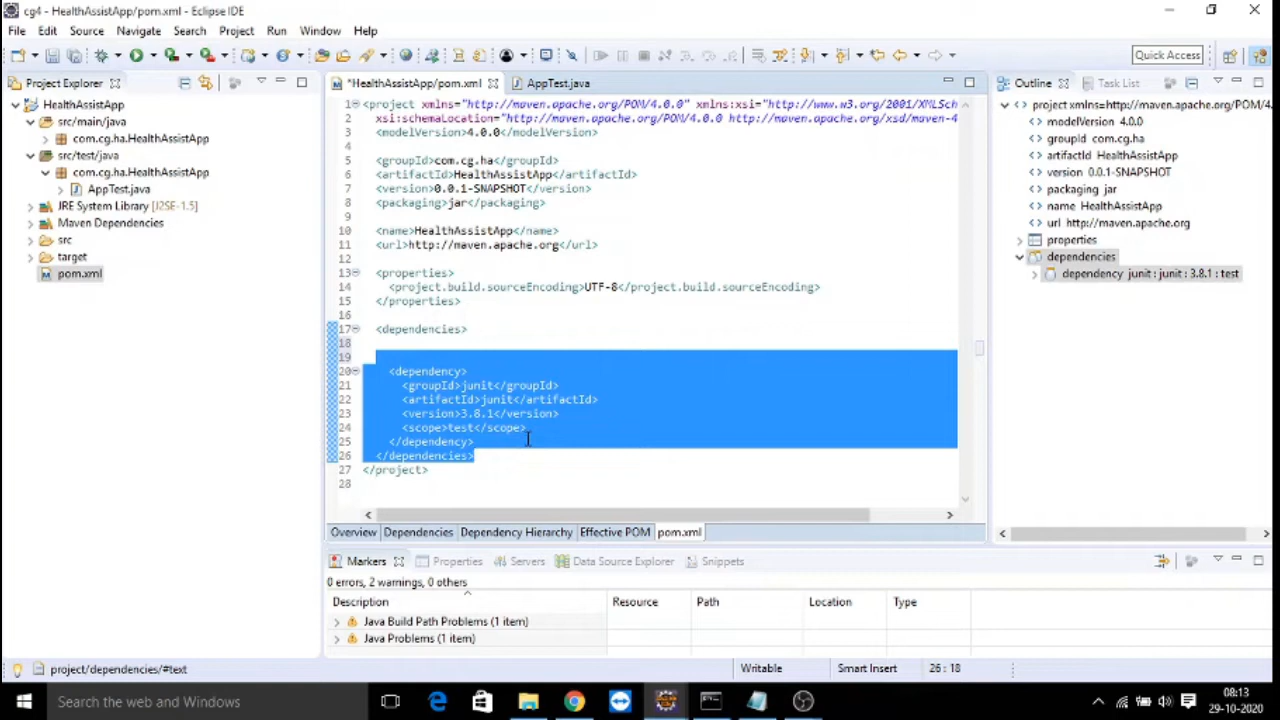 cg4 - HealthAssistApp/pom.xml - Eclipse IDE
File Edit Source Navigate Search Project Run Window Help
Quick Access
Project Explorer
*HealthAssistApp/pom.xml
AppTest.java
Outline
Task List
HealthAssistApp
src/main/java
com.cg.ha.HealthAssistApp
src/test/java
com.cg.ha.HealthAssistApp
AppTest.java
JRE System Library [J2SE-1.5]
Maven Dependencies
src
target
pom.xml
1 <project xmlns="http://maven.apache.org/POM/4.0.0" xmlns:xsi="http://www.w3.org/2001/XMLSch
2 xsi:schemaLocation="http://maven.apache.org/POM/4.0.0 http://maven.apache.org/xsd/maven-4
3 <modelVersion>4.0.0</modelVersion>
4
5 <groupId>com.cg.ha</groupId>
6 <artifactId>HealthAssistApp</artifactId>
7 <version>0.0.1-SNAPSHOT</version>
8 <packaging>jar</packaging>
9
10 <name>HealthAssistApp</name>
11 <url>http://maven.apache.org</url>
12
13 <properties>
14 <project.build.sourceEncoding>UTF-8</project.build.sourceEncoding>
15 </properties>
16
17 <dependencies>
18
19
20 <dependency>
21 <groupId>junit</groupId>
22 <artifactId>junit</artifactId>
23 <version>3.8.1</version>
24 <scope>test</scope>
25 </dependency>
26 </dependencies>
27 </project>
28
project xmlns=http://maven.apache.org/POM/4.
modelVersion 4.0.0
groupId com.cg.ha
artifactId HealthAssistApp
version 0.0.1-SNAPSHOT
packaging jar
name HealthAssistApp
url http://maven.apache.org
properties
dependencies
dependency junit : junit : 3.8.1 : test
Overview Dependencies Dependency Hierarchy Effective POM pom.xml
Markers Properties Servers Data Source Explorer Snippets
0 errors, 2 warnings, 0 others
Description Resource Path Location Type
Java Build Path Problems (1 item)
Java Problems (1 item)
project/dependencies/#text
Writable
Smart Insert
26 : 18
Search the web and Windows
08:13
29-10-2020